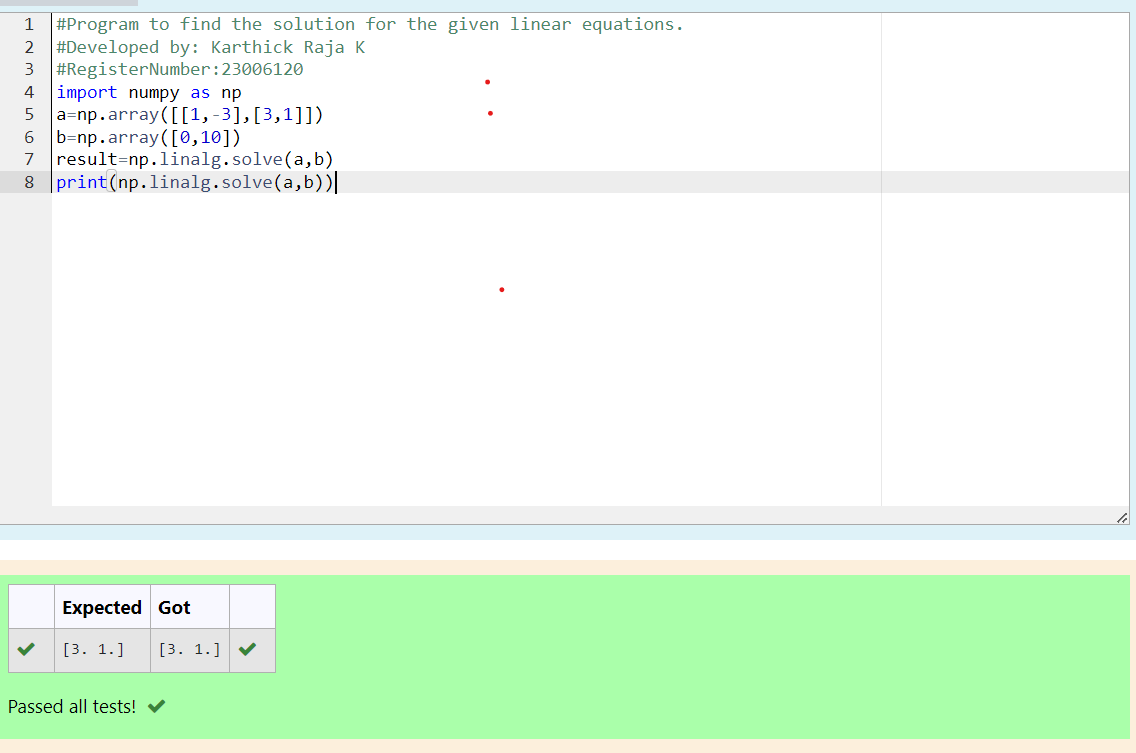 1 #Program to find the solution for the given linear equations.
2 #Developed by: Karthick Raja K
3 #RegisterNumber:23006120
4 import numpy as np
5 a=np.array([[1,-3],[3,1]])
6 b=np.array([0,10])
7 result=np.linalg.solve(a,b)
8 print(np.linalg.solve(a,b))
Expected Got
[3. 1.] [3. 1.]
Passed all tests!